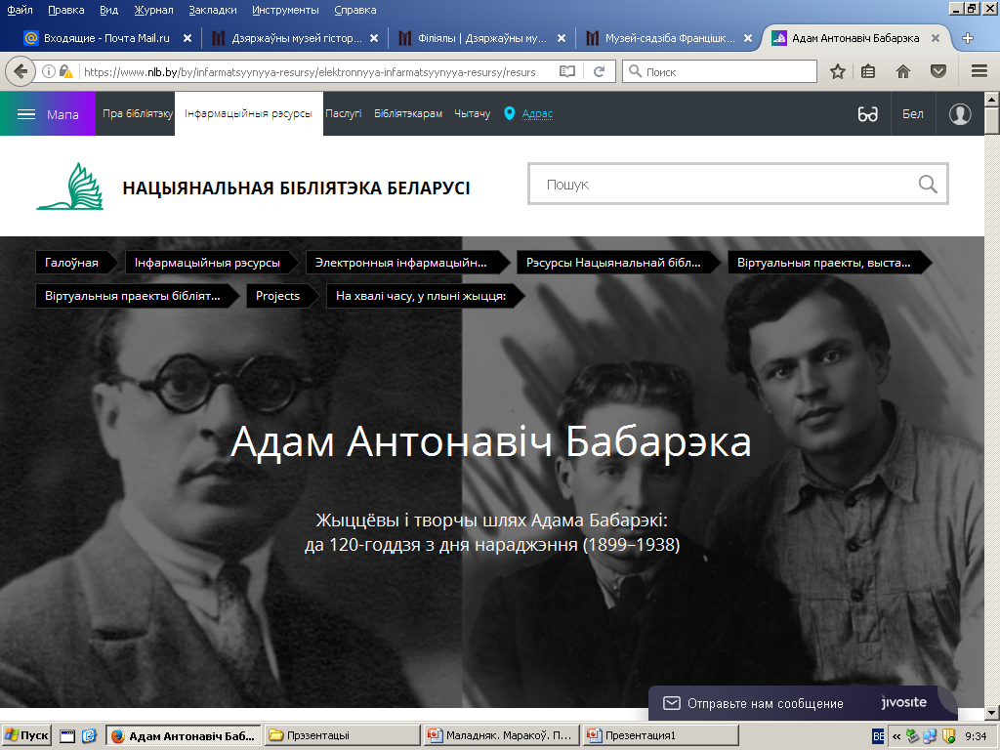 Файл Правка Вид Журнал Закладки Инструменты Справка
Входящие - Почта Mail.ru Дзяржаўны музей гістор... Філіялы | Дзяржаўны му... Музей-сядзіба Францішк... Адам Антонавіч Бабарэка
https://www.nlb.by/by/infarmatsyynyya-resursy/elektronnyya-infarmatsyynyya-resursy/resurs Поиск
Мапа Пра бібліятэку Інфармацыйныя рэсурсы Паслугі Бібліятэкарам Чытачу Адрас Бел
НАЦЫЯНАЛЬНАЯ БІБЛІЯТЭКА БЕЛАРУСІ Пошук
Галоўная Інфармацыйныя рэсурсы Электронныя інфармацыйн... Рэсурсы Нацыянальнай бібл... Віртуальныя праекты, выста...
Віртуальныя праекты бібліят... Projects На хвалі часу, у плыні жыцця:
Адам Антонавіч Бабарэка
Жыццёвы і творчы шлях Адама Бабарэкі:
да 120-годдзя з дня нараджэння (1899–1938)
Отправьте нам сообщение jivosite
Пуск Адам Антонавіч Баб... Прэзентацыі Маладняк. Маракоў. П... Презентация1 BE « 9:34